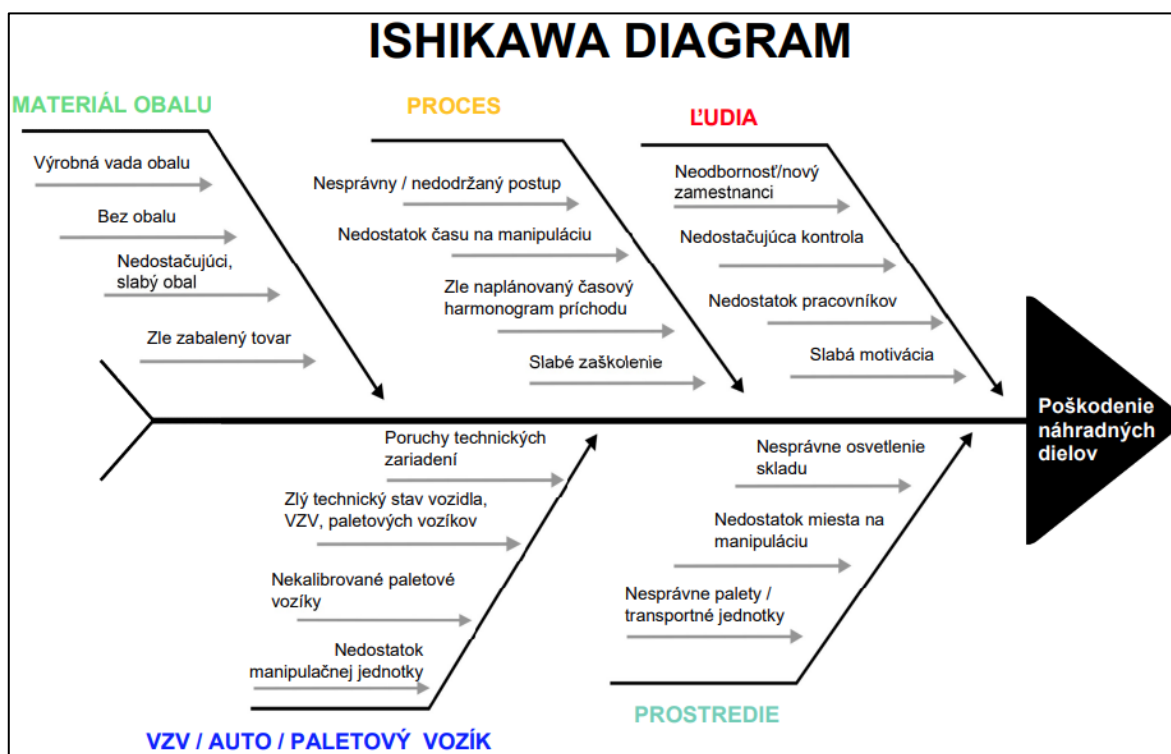 ISHIKAWA DIAGRAM
MATERIÁL OBALU
Výrobná vada obalu
Bez obalu
Nedostačujúci,
slabý obal
Zle zabalený tovar
PROCES
Nesprávny / nedodržaný postup
Nedostatok času na manipuláciu
Zle naplánovaný časový
harmonogram príchodu
Slabé zaškolenie
ĽUDIA
Neodbornosť/nový
zamestnanci
Nedostačujúca kontrola
Nedostatok pracovníkov
Slabá motivácia
Poškodenie
náhradných
dielov
Poruchy technických
zariadení
Zlý technický stav vozidla,
VZV, paletových vozíkov
Nekalibrované paletové
vozíky
Nedostatok
manipulačnej jednotky
VZV / AUTO / PALETOVÝ VOZÍK
Nesprávne osvetlenie
skladu
Nedostatok miesta na
manipuláciu
Nesprávne palety /
transportné jednotky
PROSTREDIE